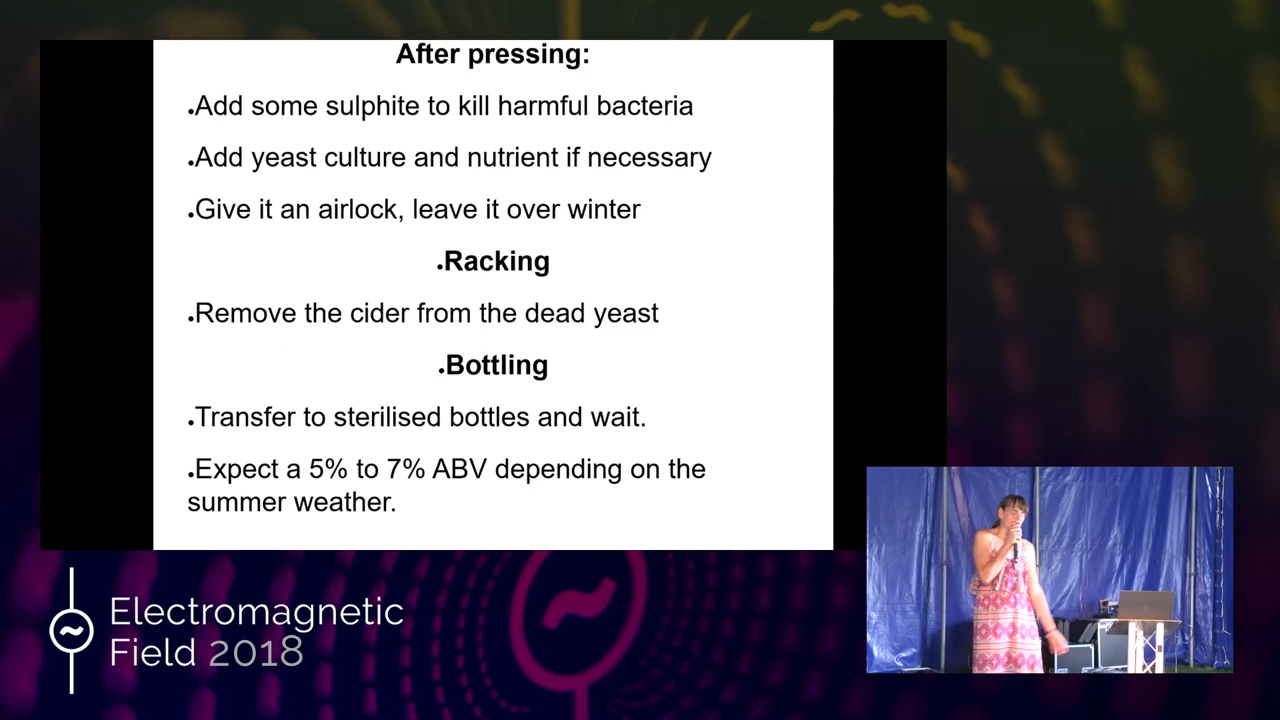 After pressing:
.Add some sulphite to kill harmful bacteria
.Add yeast culture and nutrient if necessary
.Give it an airlock, leave it over winter
.Racking
.Remove the cider from the dead yeast
.Bottling
.Transfer to sterilised bottles and wait.
.Expect a 5% to 7% ABV depending on the
summer weather.
Electromagnetic
Field 2018